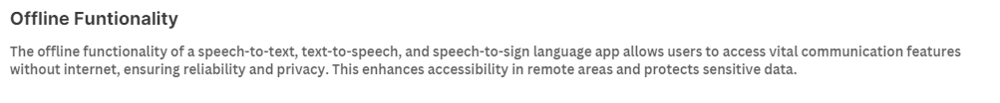 Offline Funtionality
The offline functionality of a speech-to-text, text-to-speech, and speech-to-sign language app allows users to access vital communication features
without internet, ensuring reliability and privacy. This enhances accessibility in remote areas and protects sensitive data.